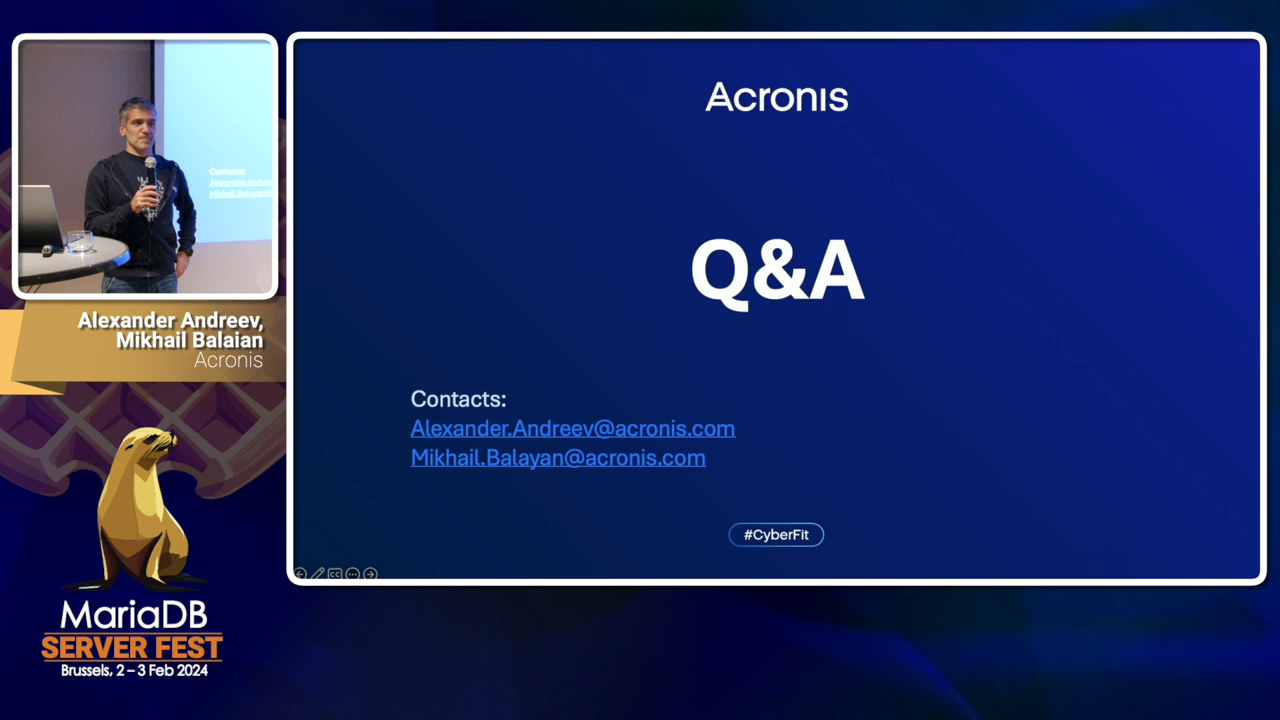 Acronis
Q&A
Contacts:
Alexander.Andreev@acronis.com
Mikhail.Balayan@acronis.com
#CyberFit
Contacts:
Alexander Andreev,
Mikhail Balaian
Acronis
MariaDB
SERVER FEST
Brussels, 2 – 3 Feb 2024